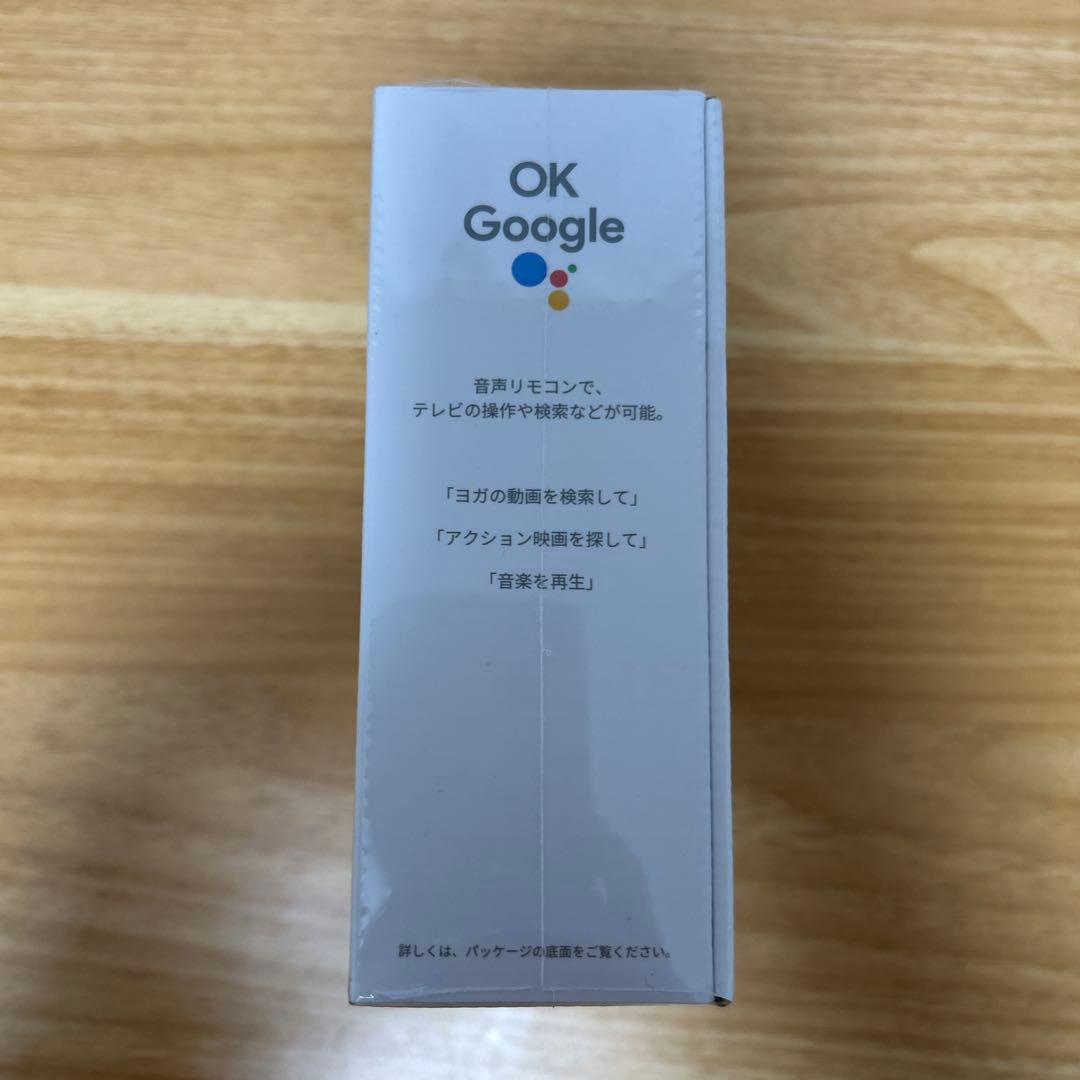 OK
Google
音声リモコンで、
テレビの操作や検索などが可能。
「ヨガの動画を検索して」
「アクション映画を探して」
「音楽を再生」
詳しくは、パッケージの底面をご覧ください。